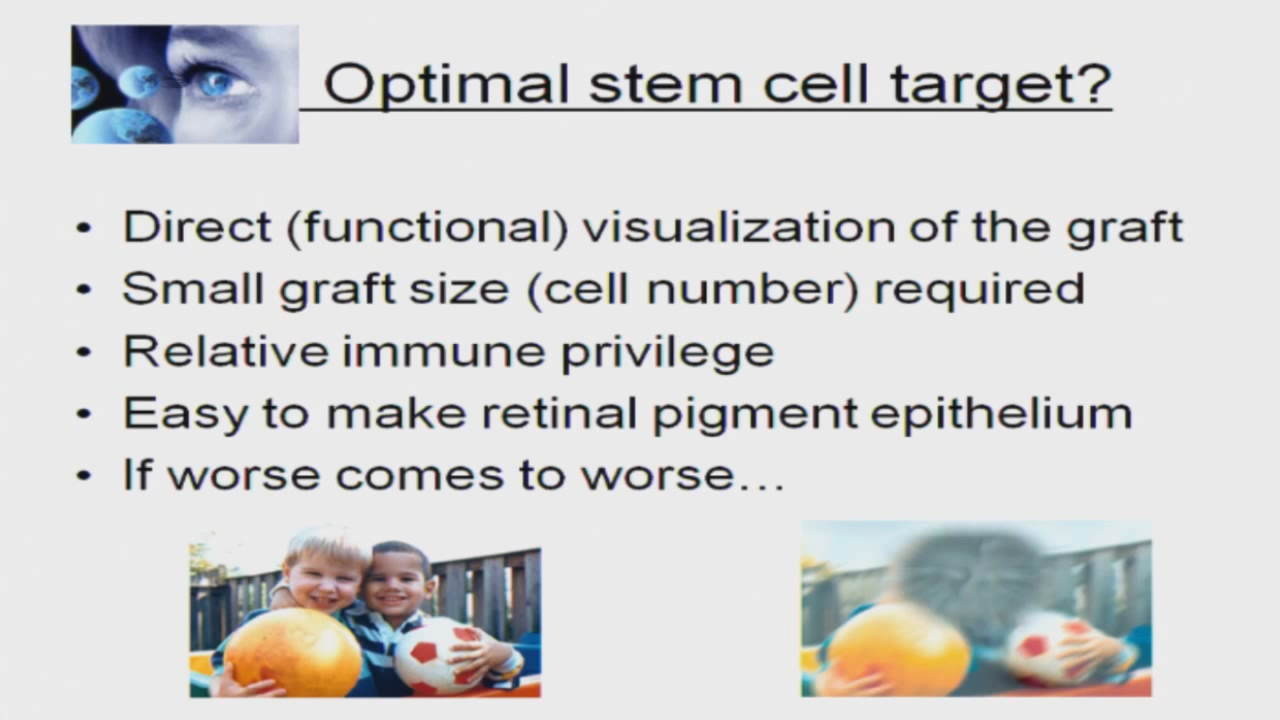 Optimal stem cell target?
• Direct (functional) visualization of the graft
• Small graft size (cell number) required
• Relative immune privilege
• Easy to make retinal pigment epithelium
• If worse comes to worse…